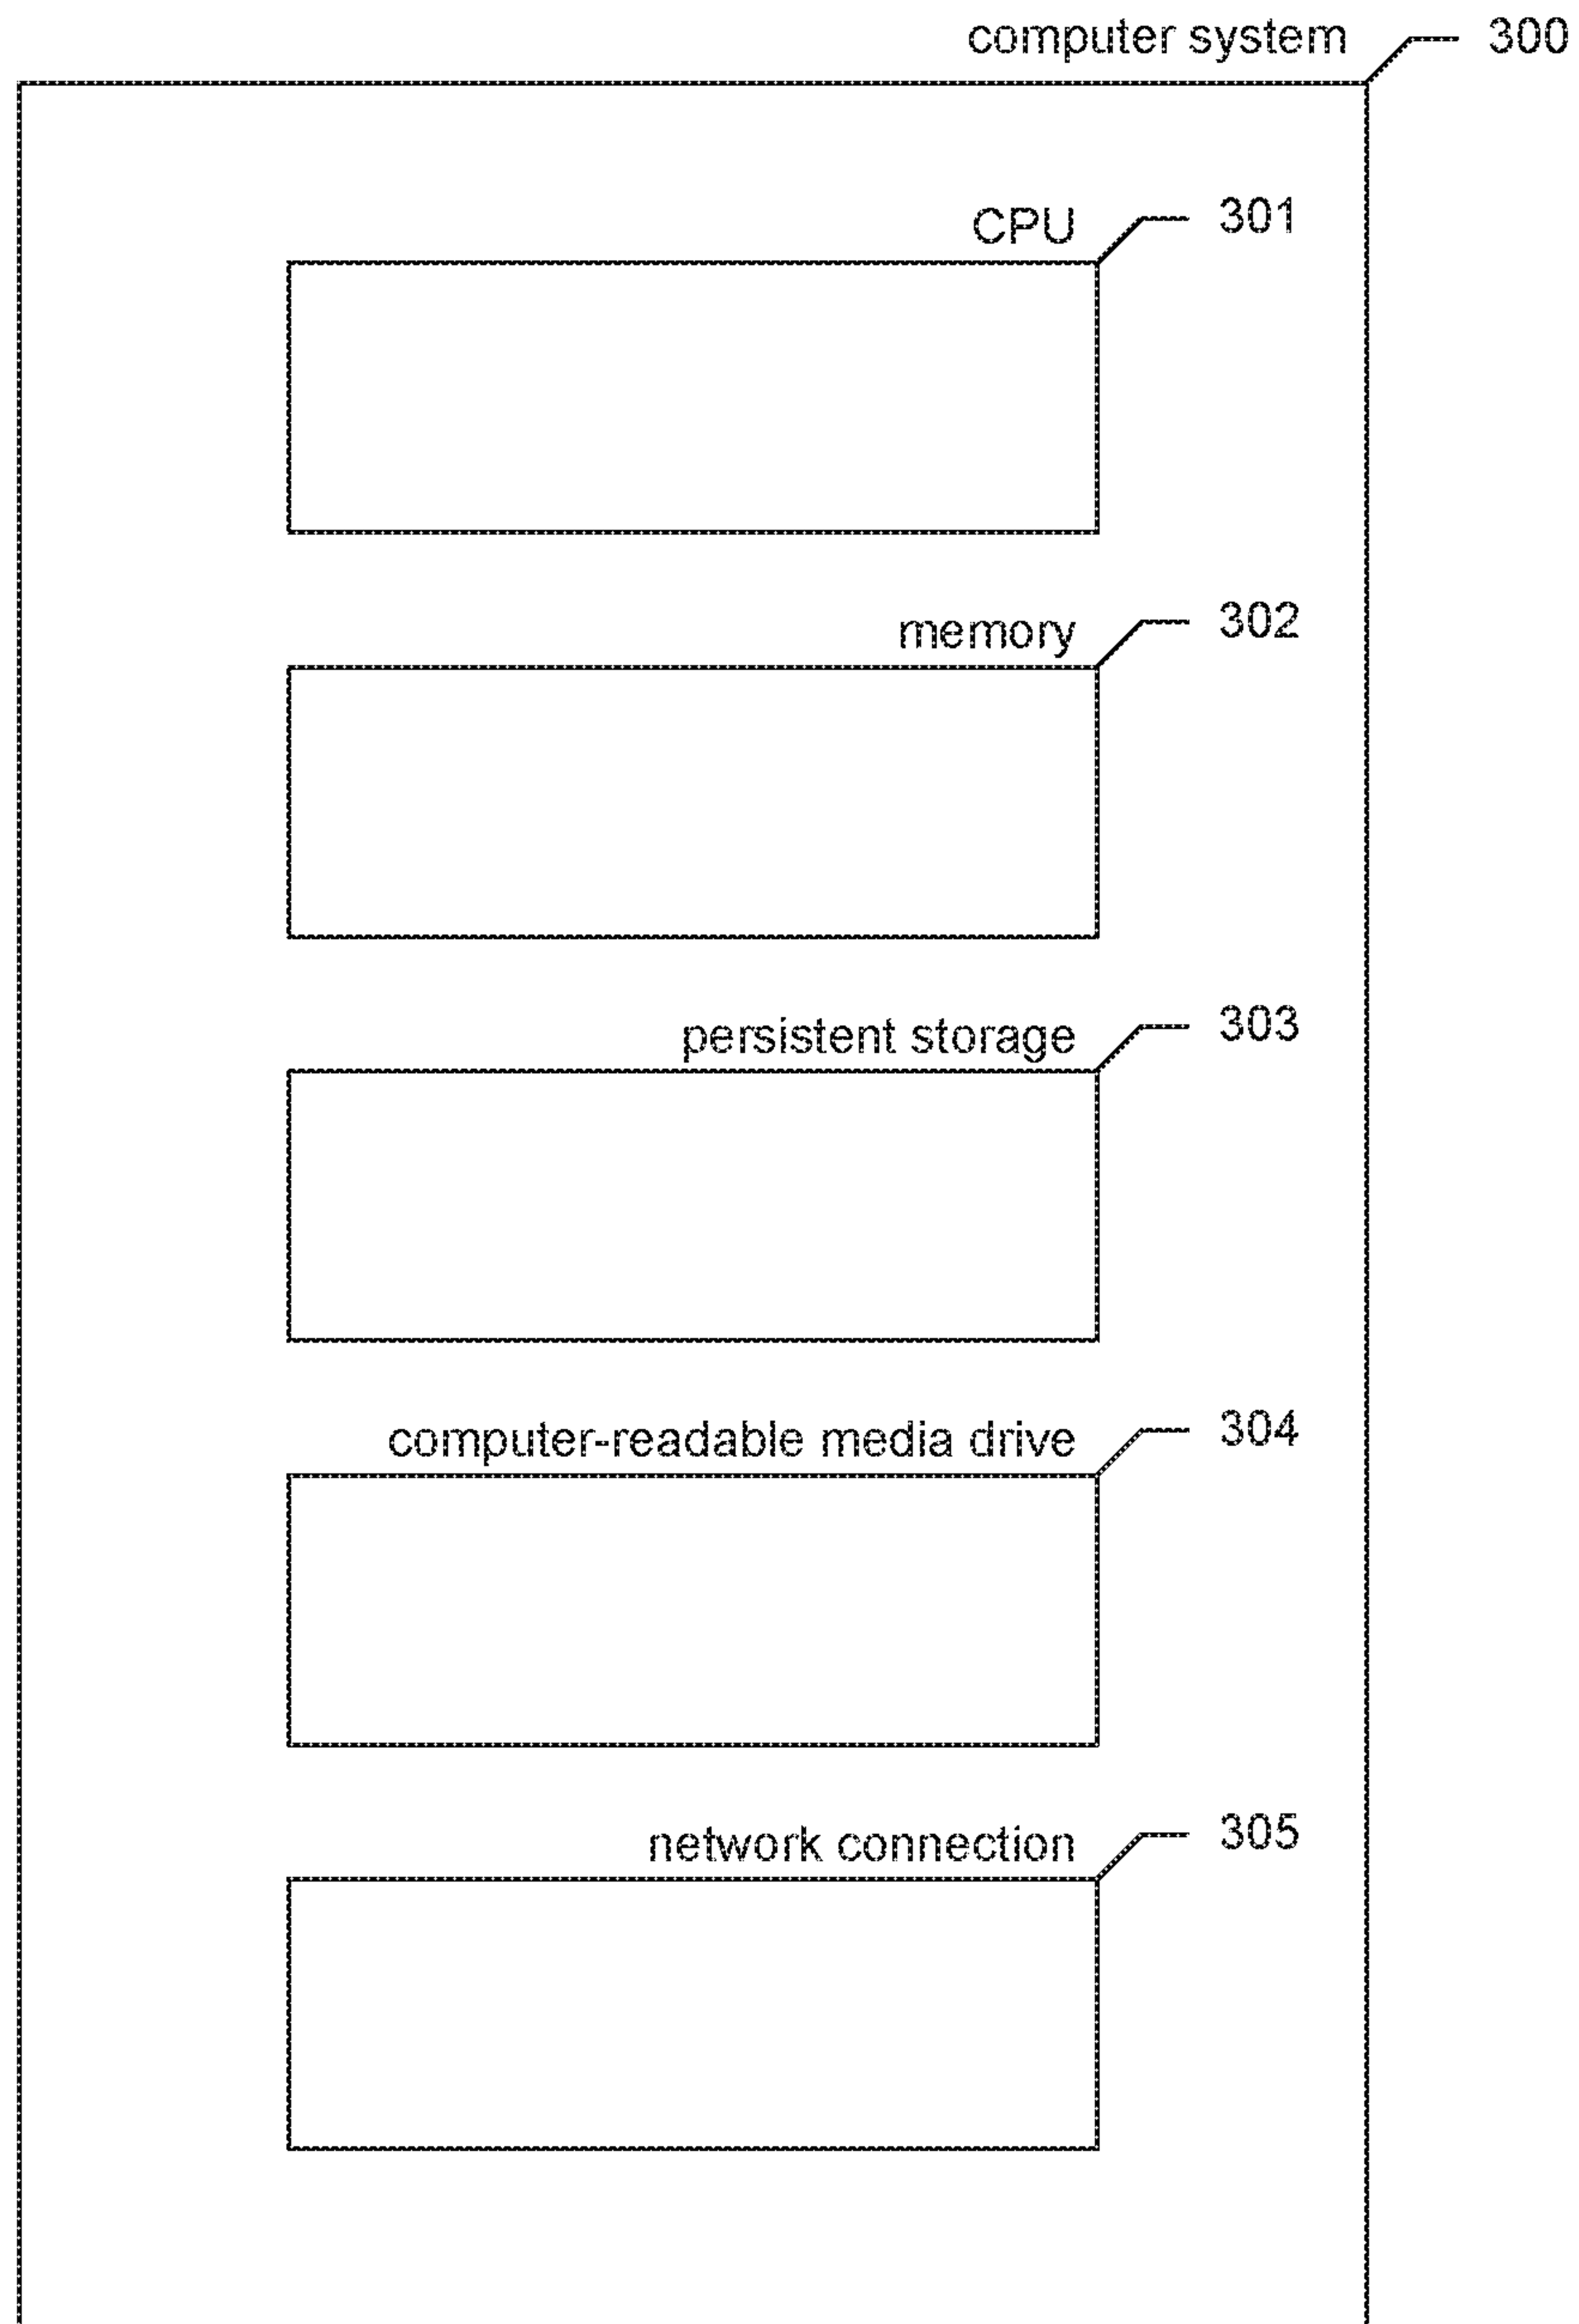 computer system 300
CPU 301
memory 302
persistent storage 303
computer-readable media drive 304
network connection 305